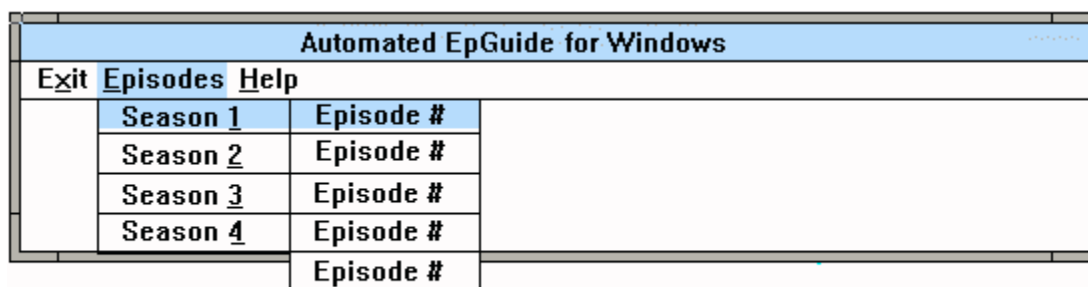 Automated EpGuide for Windows
Exit Episodes Help
Season 1 Episode #
Season 2 Episode #
Season 3 Episode #
Season 4 Episode #
Episode #